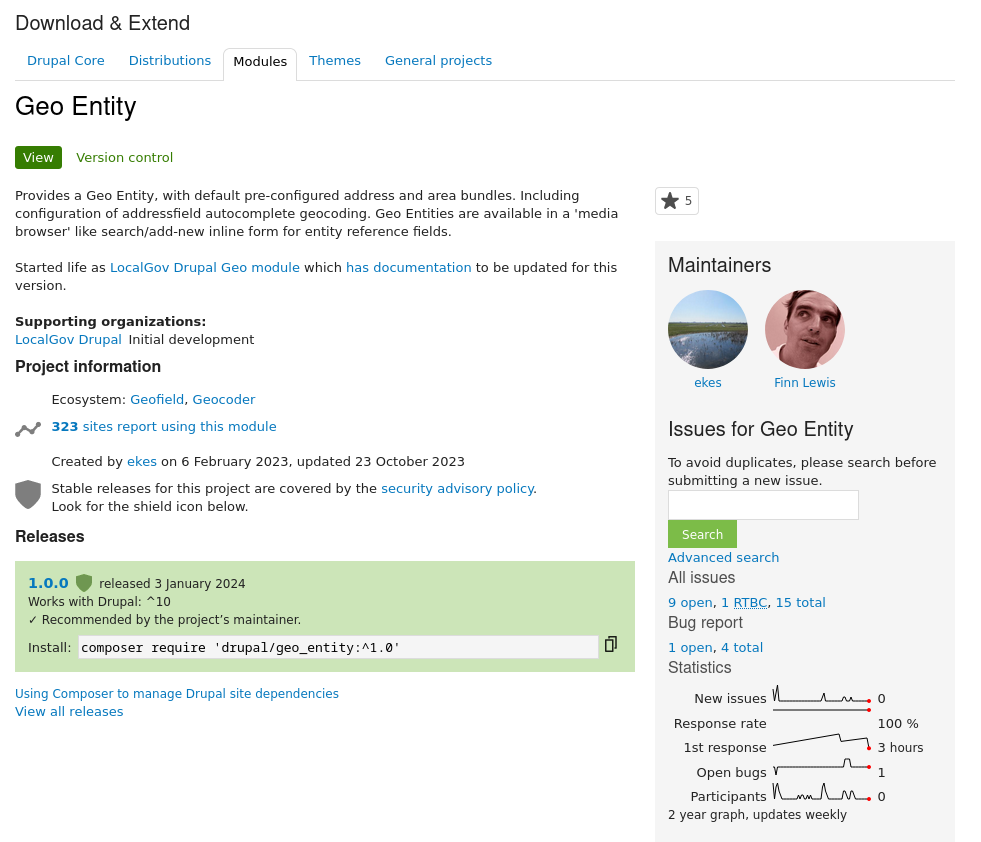 Download & Extend
Drupal Core
Distributions
Modules
Themes
General projects
Geo Entity
View
Version control
Provides a Geo Entity, with default pre-configured address and area bundles. Including
configuration of addressfield autocomplete geocoding. Geo Entities are available in a 'media
browser' like search/add-new inline form for entity reference fields.
Started life as LocalGov Drupal Geo module which has documentation to be updated for this
version.
Supporting organizations:
LocalGov Drupal Initial development
Project information
Ecosystem: Geofield, Geocoder
323 sites report using this module
Created by ekes on 6 February 2023, updated 23 October 2023
Stable releases for this project are covered by the security advisory policy.
Look for the shield icon below.
Releases
1.0.0 released 3 January 2024
Works with Drupal: ^10
✓ Recommended by the project’s maintainer.
Install: composer require 'drupal/geo_entity:^1.0'
Using Composer to manage Drupal site dependencies
View all releases
5
Maintainers
ekes
Finn Lewis
Issues for Geo Entity
To avoid duplicates, please search before
submitting a new issue.
Search
Advanced search
All issues
9 open, 1 RTBC, 15 total
Bug report
1 open, 4 total
Statistics
New issues 0
Response rate 100 %
1st response 3 hours
Open bugs 1
Participants 0
2 year graph, updates weekly